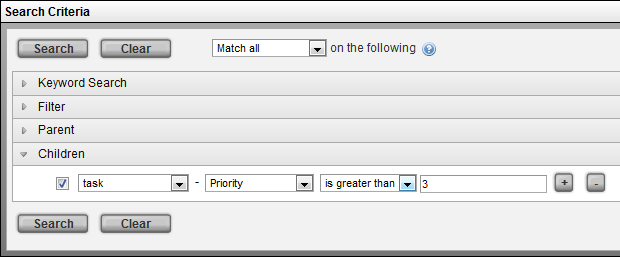 Search Criteria
Search Clear Match all on the following ?
Keyword Search
Filter
Parent
Children
task - Priority is greater than 3 + -
Search Clear